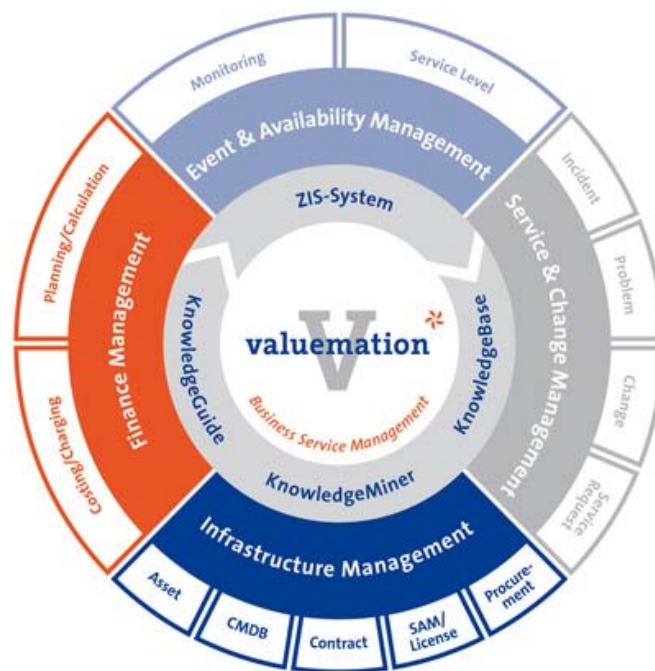 Monitoring
Service Level
Event & Availability Management
ZIS-System
Planning/Calculation
Costing/Charging
Finance Management
KnowledgeGuide
V
valuemation
Business Service Management
KnowledgeBase
KnowledgeMiner
Service & Change Management
Incident
Problem
Change
Service
Request
Infrastructure Management
Asset
CMDB
Contract
SAM/
License
Procure-
ment